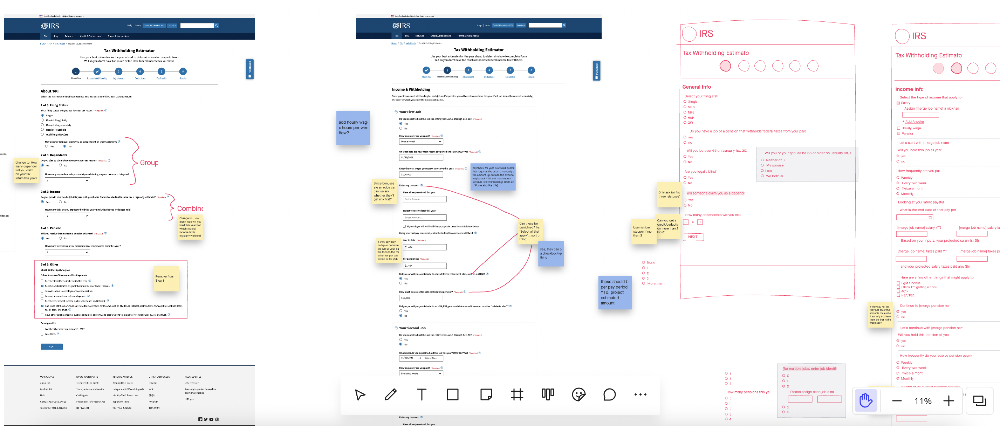 An official website of the United States government
IRS
Help | News CHARITIES & NONPROFITS TAX PROS
File Pay Refunds Credit & Deductions Forms & Instructions
Home / File / Individuals / Tax Withholding Estimator
Tax Withholding Estimator
Use your best estimates for the year ahead to determine how to complete Form
W-4 so you don't have too much or too little federal income tax withheld.
1 3 4 5 6
About You Income & Withholding Adjustments Deductions Tax Credits Results
Feedback
About You
Select the information that best describes how you anticipate filing your 2021 tax return.
1 of 5: Filing Status
What filing status will you use for your tax return? (*Required)
Single
Married filing jointly
Married filing separately
Head of Household
Qualifying widow(er)
May another taxpayer claim you as a dependent on their tax return?
Yes No
2 of 5: Dependents
Do you plan to claim dependents on your tax return? (*Required)
Yes No
How many dependents do you anticipate claiming on your tax return this year?
1
Group
dents.
Change to: How
many depender
will you claim
on your tax
return this year?
3 of 5: Income
Do you (or will you) hold a job this year with paychecks from which federal income tax is regularly withheld? (*Required)
Yes No
How many jobs do you expect to hold this year? (include jobs you no longer hold)
2
Combine
Change to: How
many jobs will you
hold this year fror
which federal
income tax is
regularly withheld
vides an
4 of 5: Pension
Will you receive income from a pension this year? (*Required)
Yes No
How many pensions do you anticipate receiving income from this year?
1
5 of 5: Other
Check all that apply to you:
Other Sources of Income and Tax Payments
Receive Social Security benefits this year.
Receive a scholarship or grant that must be counted as income.
You will collect unemployment compensation.
Earn net income from self-employment.
Receive investment income such as dividends and interest.
Had taxes withheld or made estimated tax payments for income such as dividends, interest, distributions from an IRA (not Roth IRAs),
401(k) plan, or a trust.
Have other taxable income, such as annuities, alimony, and distributions from an IRA (not Roth IRAs), 401(k) or a trust.
Remove from
Step 1
Demographics
I will be 65 or older on January 1, 2022.
I am blind.
NEXT
OUR AGENCY
About IRS
Work at IRS
Help
Contact Your Local Office
Tax Stats, Facts, & Figures
KNOW YOUR RIGHTS
Taxpayer Bill of Rights
Taxpayer Advocate Service
Civil Rights
Freedom of Information Act
No FEAR Act
RESOLVE AN ISSUE
Respond to a Notice
Independent Office of Appeals
Identity Theft Protection
Report Phishing
Tax Fraud & Abuse
OTHER LANGUAGES
Español
中文
한국어
Русский
Tiếng Việt
RELATED SITES
U.S. Treasury
Treasury Inspector General for
Tax Administration
USA.gov
An official website of the United States government
IRS
Help | News CHARITIES & NONPROFITS TAX PROS
File Pay Refunds Credit & Deductions Forms & Instructions
Home / File / Individuals / Tax Withholding Estimator
Tax Withholding Estimator
Use your best estimates for the year ahead to determine how to complete Form
W-4 so you don't have too much or too little federal income tax withheld.
2 3 4 5 6
About You Income & Withholding Adjustments Deductions Tax Credits Results
Feedback
Income & Withholding
Enter your income and withholding for each job and/or pension you will earn income from this year. Each job should be entered separately;
the order in which you enter them does not matter.
add hourly wag
x hours per wee
flow?
Your First Job
Do you expect to hold this job the entire year (Jan. 1 through Dec. 31)? (*Required)
Yes
No
How frequently are you paid? (*Required)
Once a Month
On what date did your most recent pay period end? (MM/DD/YYYY) (*Required)
01/31/2021
Enter the total wages you expect to receive this year: (*Required)
$100,000
paycheck for year is a weird questi
that requires the user to manually a
the amount up outside the experie
maybe ask YTD and most recent
paystub (like withholding) (401k ar
HSA are also like this)
Since bonuses
are an edge cas
can we ask
whether they'll
get any first?
Enter any bonuses:
Have already received this year:
Enter Amount...
Expect to receive later this year:
Enter Amount...
My employer will withhold the appropriate taxes from this future bonus
Using your last pay statement, enter the federal income taxes withheld:
Year to date: (*Required)
$1,494
Per pay period: (*Required)
$1,494
If they say they
had/plan on havin
the job all year, ca
the tool do the ma
either for per pay
period or for ytd?
Can these be
combined? i.e.
"Select all that
apply"... sort of
thing
yes, they can b
a checkbox typ
thing
Did you, or will you, contribute to a tax-deferred retirement plan, such as a 401(k)?
Yes
No
How much do you anticipate contributing per year? (*Required)
$19,500
Did you, or will you, contribute to an HSA, FSA, pre-tax childcare credit account or other "cafeteria plan"?
Yes
No
Your Second Job
Do you expect to hold this job the entire year (Jan. 1 through Dec. 31)? (*Required)
Yes
No
What dates do you expect to hold this job this year? (MM/DD/YYYY) (*Required)
01/01/2021 → 03/31/2021
How frequently are you paid? (*Required)
Every two weeks
Enter any bonuses:
Have already received this year:
these should b
per pay period
YTD; project
estimated
amount
IRS
Tax Withholding Estimato
General Info
Select your filing stat
Single
MFS
MFJ
HoH
QW
Do you have a job or a pension that withholds federal taxes from your payc
yes
no
Will you be over 65 on January 1st, 20
Yes
No
Will you or your spouse be 65 or older on January 1st, 2
Neither of u
My spouse
I am
We both ar
Are you legally blind
Yes
No
Only ask for firs
three statuses
Will someone claim you as a depende
Yes
No
Use number
stepper if more
than 3
Can you get a
credit/deductic
on more than 3
kids?
How many dependents will you clai
NEXT
None
1
2
3
More than
2
3
4
How many pensions this ye
0
1
2
3
4
[for multiple jobs, enter job identifi
0
1
2
Please assign each job a na
3
4
IRS
Tax Withholding Estimato
Income Info
Select the type of income that apply to
Salary
Assign [merge job name] a nicknan
+ Add Anothe
Hourly wage
Pension
Let's start with [merge job name
Will you hold this job all year
yes
no
How frequently are you pai
Weekly
Every two week
Twice a mont
Monthly
Looking at your latest paystul
what is the end-date of that pay per
[merge job name] salary YTD [merge job name] salary la
Based on your inputs, your projected salary is: $[r
[merge job name] taxes paid YT [merge job name] taxes pa
and your projected salary taxes paid are: $[n
Here are a few other things that might apply to
I got a bonus!
I think I'm getting a bonu
401k
HSA/FSA
If they say no, do
they just enter the
amounts themselve
if so, why not have
them do that in the
first place?
Continue to [merge pension nam
yes
no
Let's continue with [merge pension nam
Will you hold this pension all yea
yes
no
How frequently do you receive pension payme
Weekly
Every two week
Twice a mont
Monthly
11%